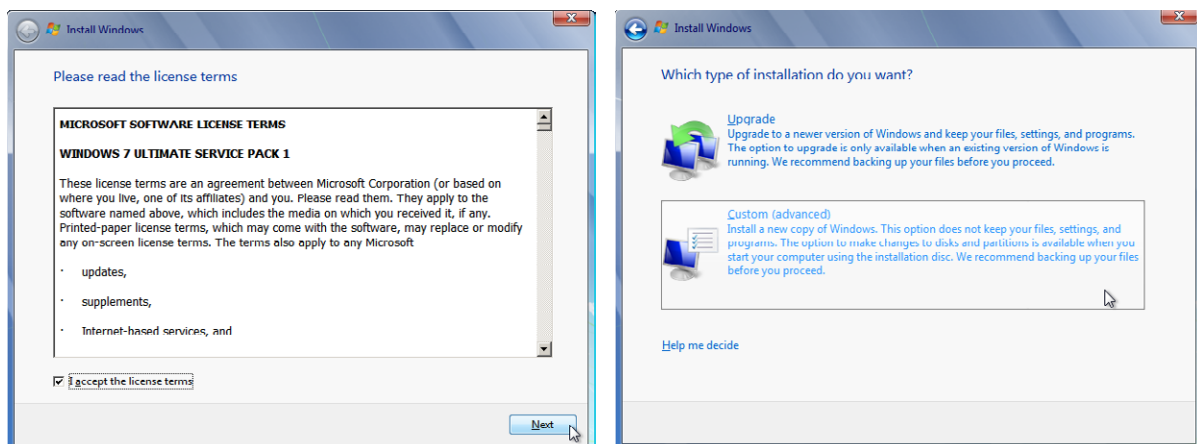 Install Windows
Please read the license terms
MICROSOFT SOFTWARE LICENSE TERMS
WINDOWS 7 ULTIMATE SERVICE PACK 1
These license terms are an agreement between Microsoft Corporation (or based on
where you live, one of its affiliates) and you. Please read them. They apply to the
software named above, which includes the media on which you received it, if any.
Printed-paper license terms, which may come with the software, may replace or modify
any on-screen license terms. The terms also apply to any Microsoft
· updates,
· supplements,
· Internet-based services, and
I accept the license terms
Next
Install Windows
Which type of installation do you want?
Upgrade
Upgrade to a newer version of Windows and keep your files, settings, and programs.
The option to upgrade is only available when an existing version of Windows is
running. We recommend backing up your files before you proceed.
Custom (advanced)
Install a new copy of Windows. This option does not keep your files, settings, and
programs. The option to make changes to disks and partitions is available when you
start your computer using the installation disc. We recommend backing up your files
before you proceed.
Help me decide